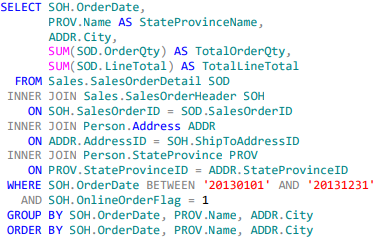 SELECT SOH.OrderDate,
PROV.Name AS StateProvinceName,
ADDR.City,
SUM(SOD.OrderQty) AS TotalOrderQty,
SUM(SOD.LineTotal) AS TotalLineTotal
FROM Sales.SalesOrderDetail SOD
INNER JOIN Sales.SalesOrderHeader SOH
ON SOH.SalesOrderID = SOD.SalesOrderID
INNER JOIN Person.Address ADDR
ON ADDR.AddressID = SOH.ShipToAddressID
INNER JOIN Person.StateProvince PROV
ON PROV.StateProvinceID = ADDR.StateProvinceID
WHERE SOH.OrderDate BETWEEN '20130101' AND '20131231'
AND SOH.OnlineOrderFlag = 1
GROUP BY SOH.OrderDate, PROV.Name, ADDR.City
ORDER BY SOH.OrderDate, PROV.Name, ADDR.City